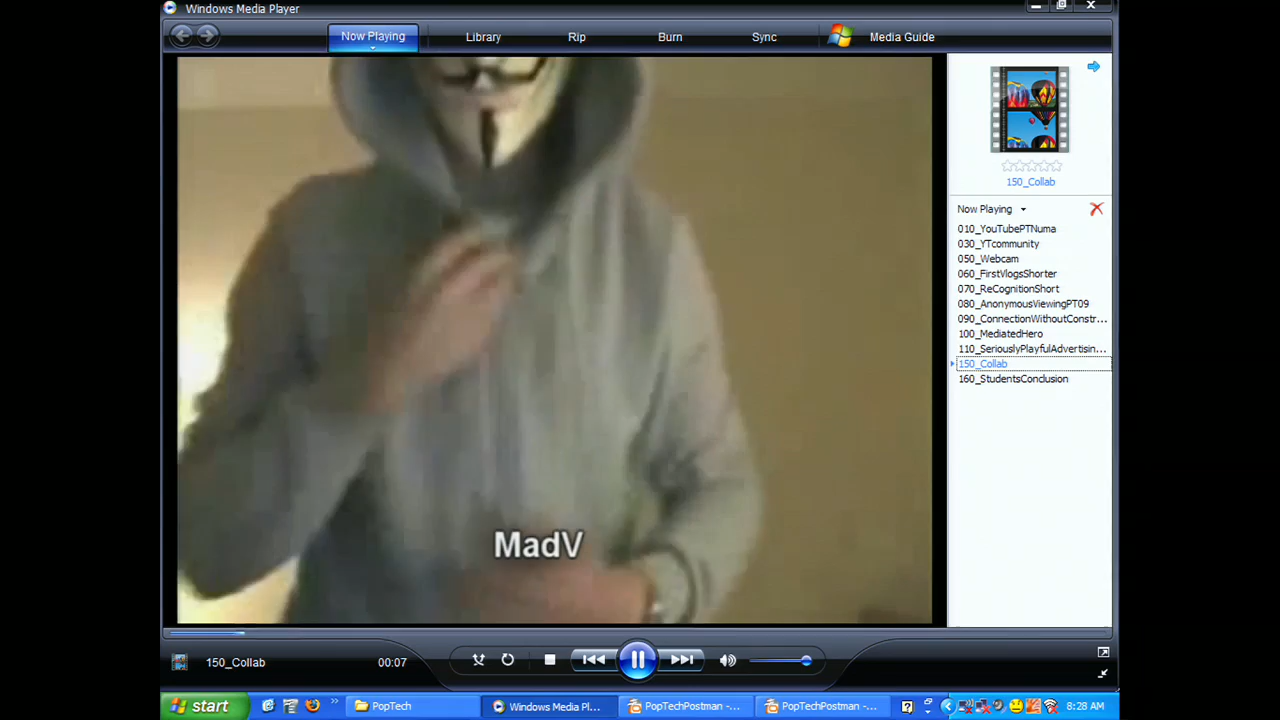 Windows Media Player
Now Playing
Library
Rip
Burn
Sync
Media Guide
150_Collab
Now Playing
010_YouTubePTNuma
030_YTcommunity
050_Webcam
060_FirstVlogsShorter
070_ReCognitionShort
080_AnonymousViewingPT09
090_ConnectionWithoutConstr...
100_MediatedHero
110_SeriouslyPlayfulAdvertisin...
150_Collab
160_StudentsConclusion
MadV
150_Collab
00:07
start
PopTech
Windows Media Pl...
PopTechPostman -...
PopTechPostman -...
8:28 AM